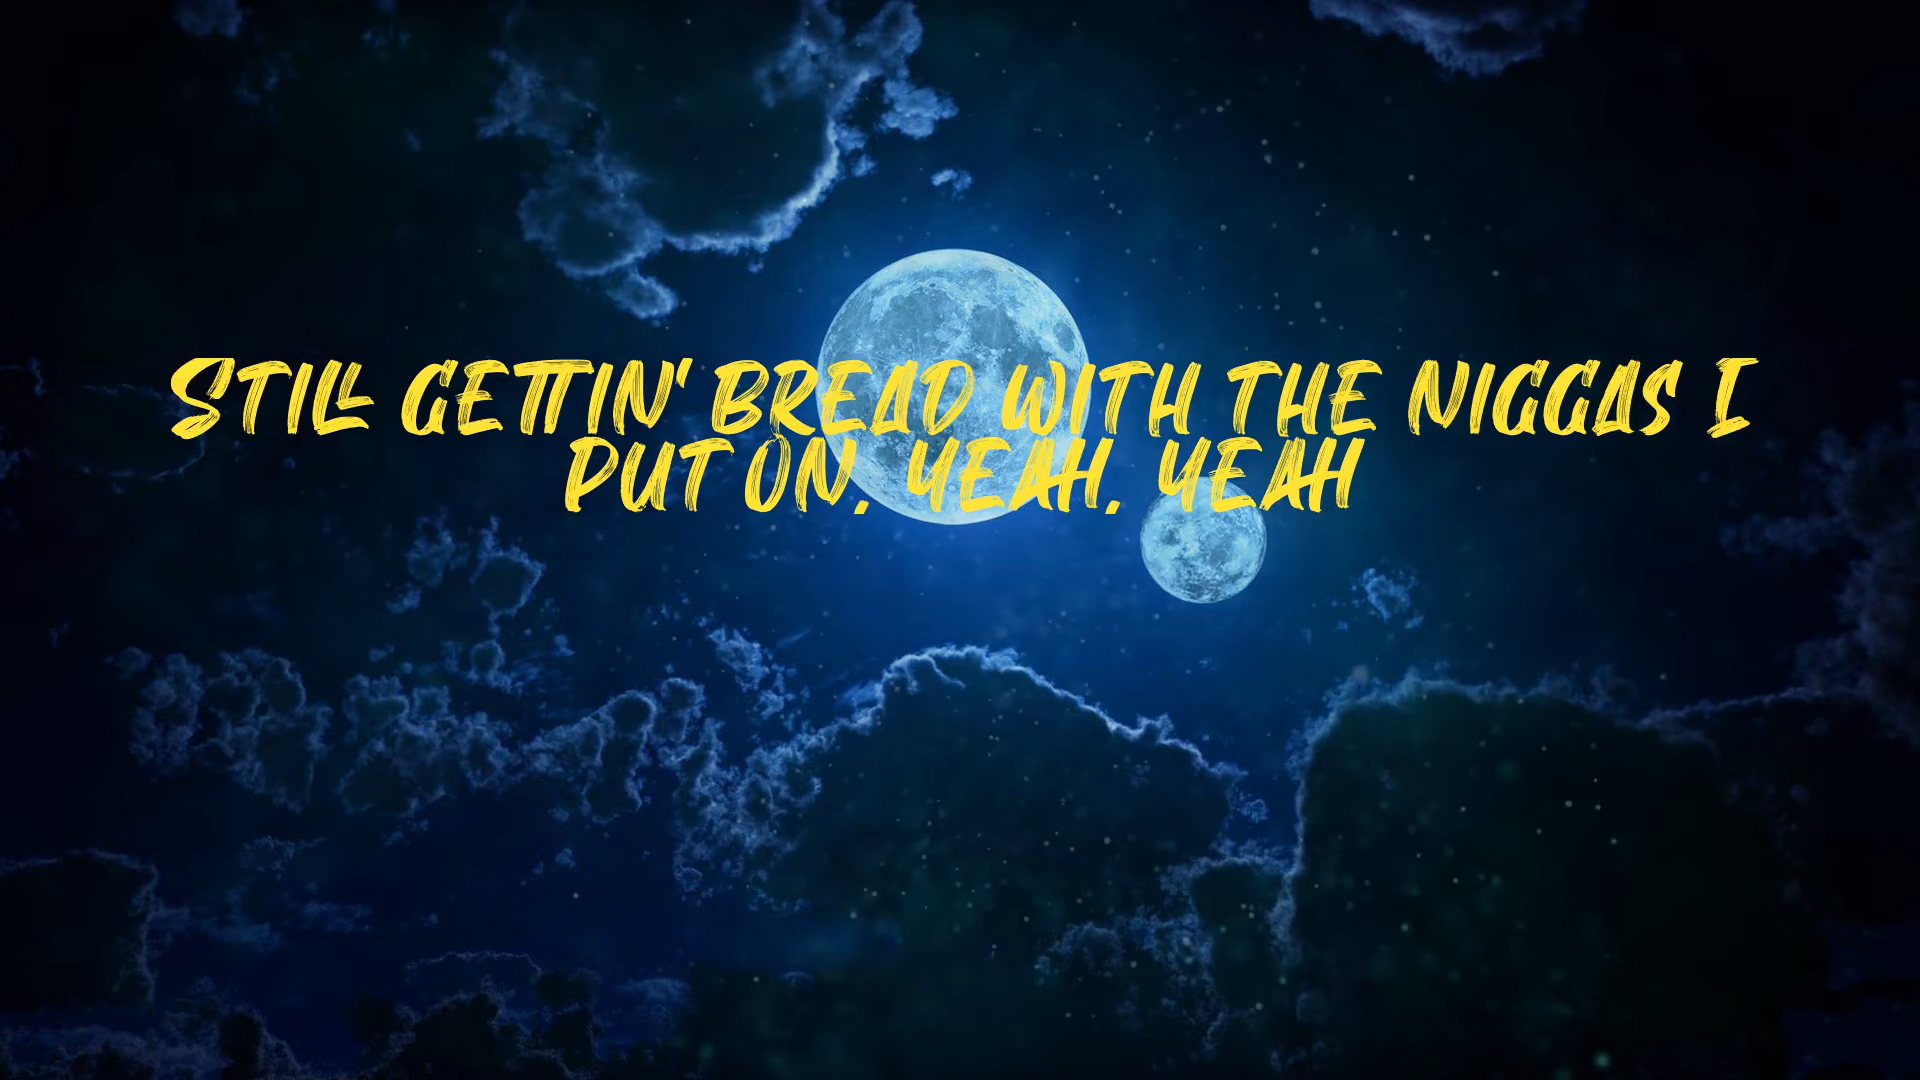 Still gettin' bread with the niggas I
put on, yeah, yeah